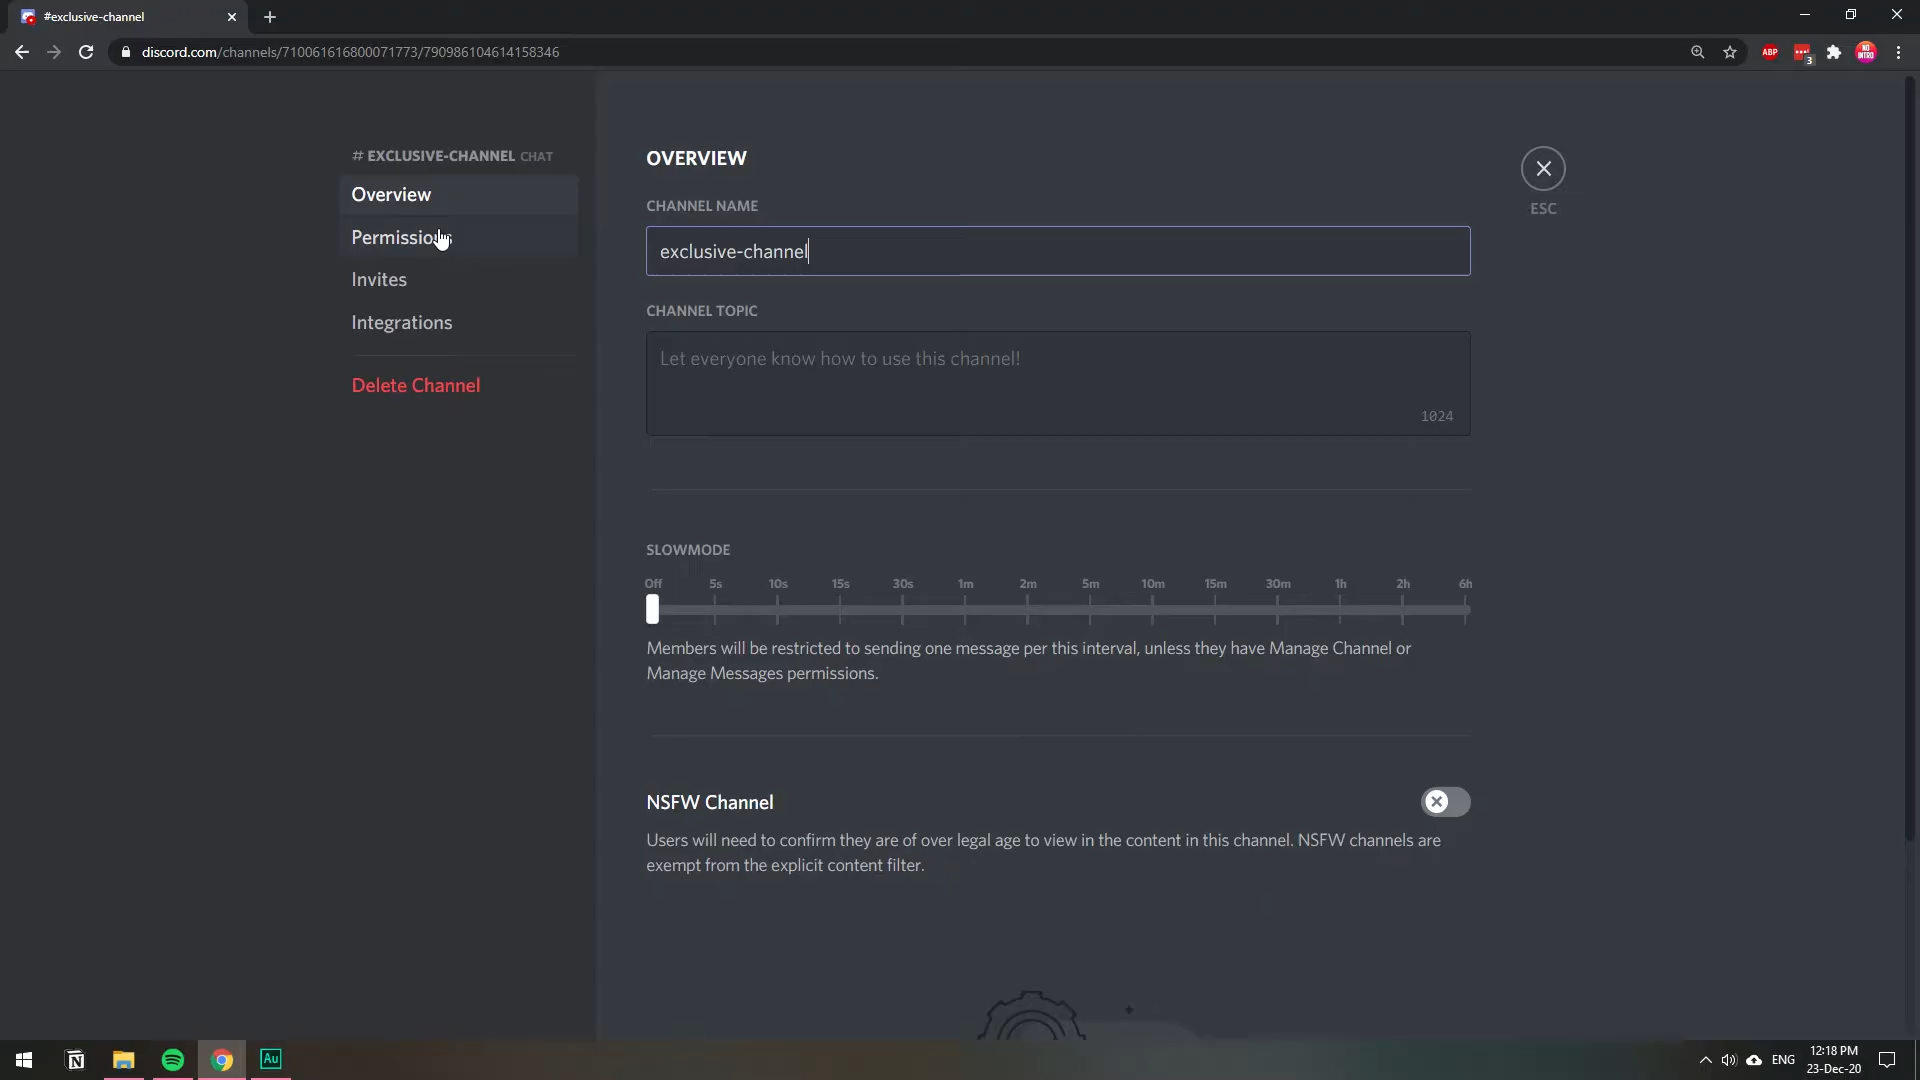 #exclusive-channel
discord.com/channels/710061616800071773/790986104614158346
ABP
3
NO
INTRO
# EXCLUSIVE-CHANNEL CHAT
Overview
Permissions
Invites
Integrations
Delete Channel
OVERVIEW
CHANNEL NAME
exclusive-channel
CHANNEL TOPIC
Let everyone know how to use this channel!
1024
ESC
SLOWMODE
Off 5s 10s 15s 30s 1m 2m 5m 10m 15m 30m 1h 2h 6h
Members will be restricted to sending one message per this interval, unless they have Manage Channel or
Manage Messages permissions.
NSFW Channel
Users will need to confirm they are of over legal age to view in the content in this channel. NSFW channels are
exempt from the explicit content filter.
N
Au
ENG
12:18 PM
23-Dec-20